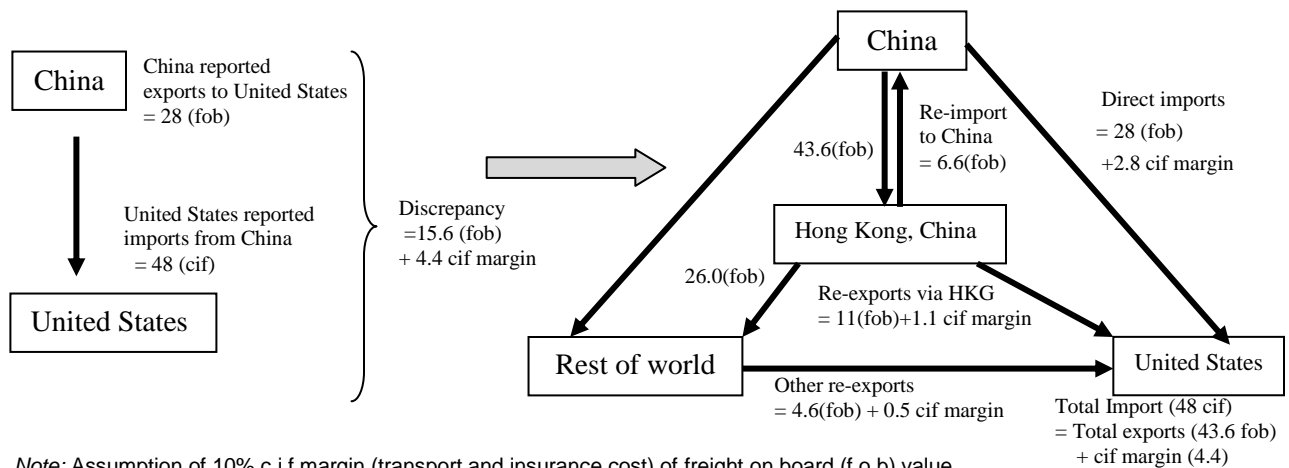 China
China reported
exports to United States
= 28 (fob)
United States reported
imports from China
= 48 (cif)
United States
Discrepancy
=15.6 (fob)
+ 4.4 cif margin
China
43.6(fob)
Re-import
to China
= 6.6(fob)
Direct imports
= 28 (fob)
+2.8 cif margin
Hong Kong, China
26.0(fob)
Re-exports via HKG
= 11(fob)+1.1 cif margin
Rest of world
United States
Other re-exports
= 4.6(fob) + 0.5 cif margin
Total Import (48 cif)
= Total exports (43.6 fob)
+ cif margin (4.4)
Note: Assumption of 10% c.i.f margin (transport and insurance cost) of freight on board (f.o.b) value